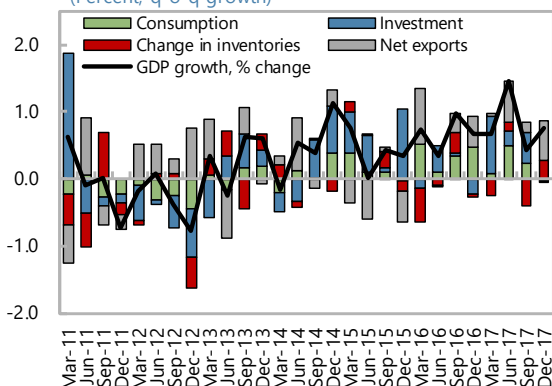 (Percent, q-o-q growth)
Consumption Investment
Change in inventories Net exports
GDP growth, % change
2.0
1.0
0.0
-1.0
-2.0
Mar-11 Jun-11 Sep-11 Dec-11 Mar-12 Jun-12 Sep-12 Dec-12 Mar-13 Jun-13 Sep-13 Dec-13 Mar-14 Jun-14 Sep-14 Dec-14 Mar-15 Jun-15 Sep-15 Dec-15 Mar-16 Jun-16 Sep-16 Dec-16 Mar-17 Jun-17 Sep-17 Dec-17